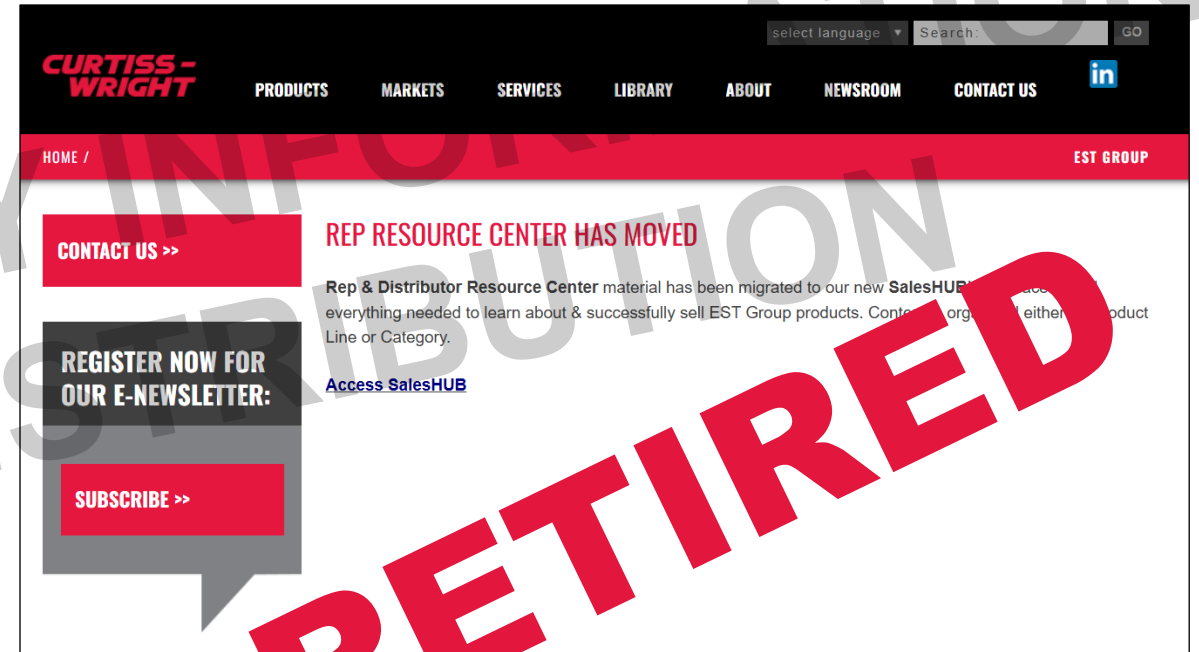 select language ▼ Search: GO
CURTISS -
WRIGHT
PRODUCTS MARKETS SERVICES LIBRARY ABOUT NEWSROOM CONTACT US in
HOME / EST GROUP
CONTACT US >>
REP RESOURCE CENTER HAS MOVED
Rep & Distributor Resource Center material has been migrated to our new SalesHUB
everything needed to learn about & successfully sell EST Group products. either
Line or Category.
Access SalesHUB
REGISTER NOW FOR
OUR E-NEWSLETTER:
SUBSCRIBE >>
RETIRED